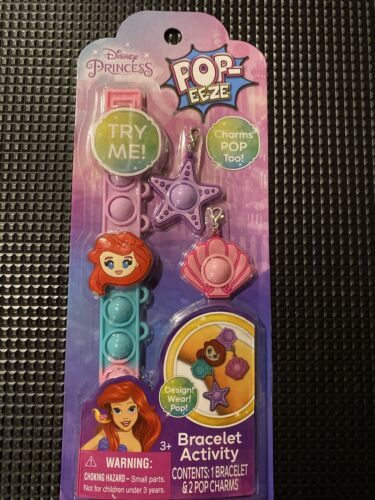 Disney
PRINCESS
POP-
EEZE
TRY
ME!
Charms
POP
Too!
Design!
Wear!
Pop!
3+ Bracelet
Activity
CONTENTS: 1 BRACELET
& 2 POP CHARMS
WARNING:
CHOKING HAZARD – Small parts.
Not for children under 3 years.